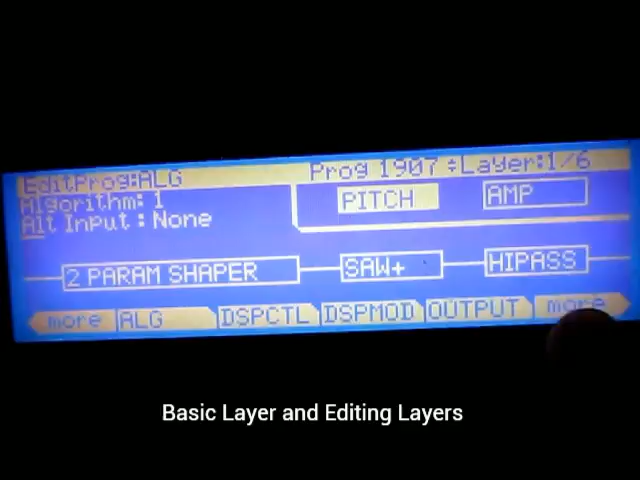 EditProg:ALG Prog 1907 Layer:1/6
Algorithm: 1
Alt Input : None
PITCH AMP
2 PARAM SHAPER SAW+ HIPASS
more ALG DSPCTL DSPMOD OUTPUT more
Basic Layer and Editing Layers